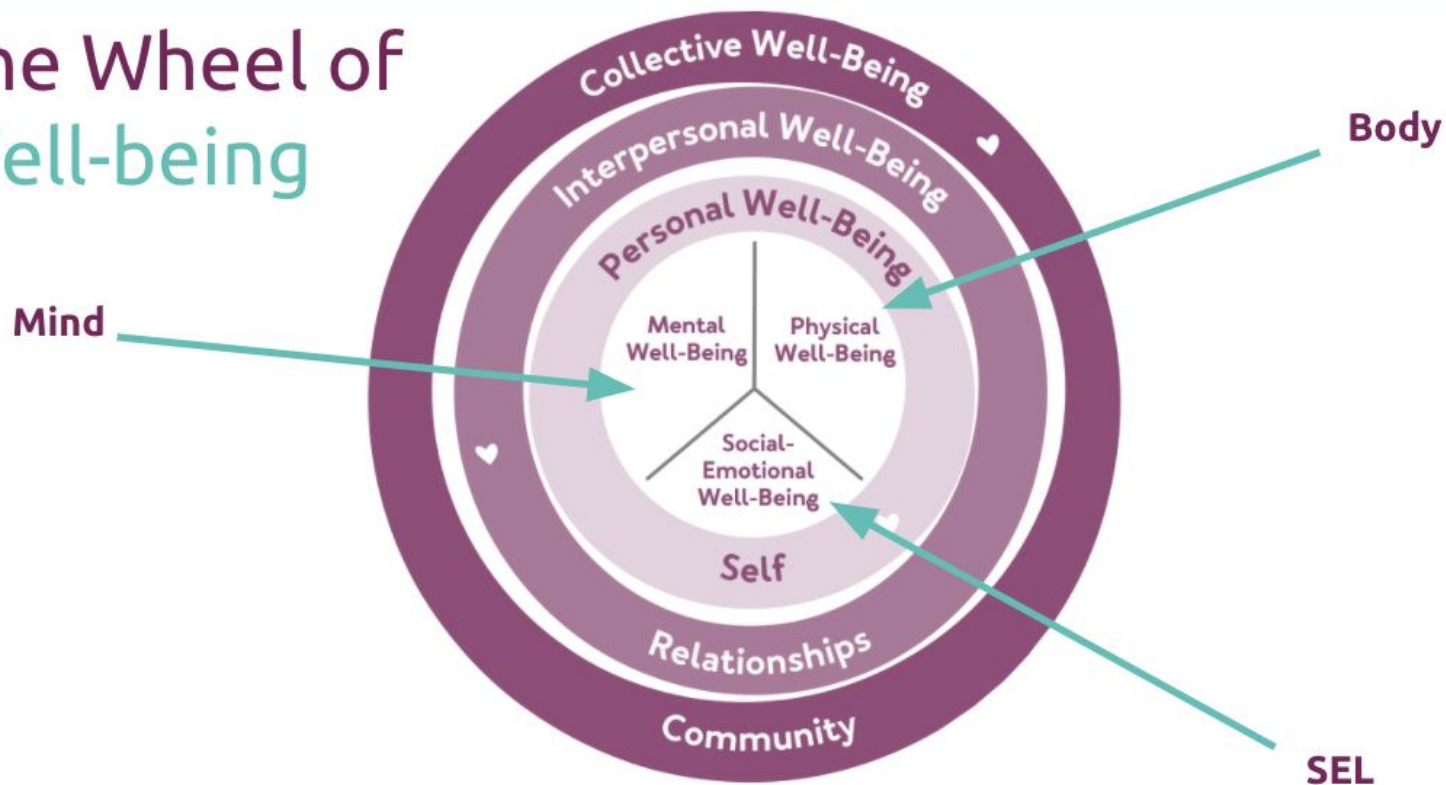 ne Wheel of
ell-being
Collective Well-Being
Interpersonal Well-Being
Personal Well-Being
Body
Mind
Mental
Well-Being
Physical
Well-Being
Social-
Emotional
Well-Being
Self
Relationships
Community
SEL